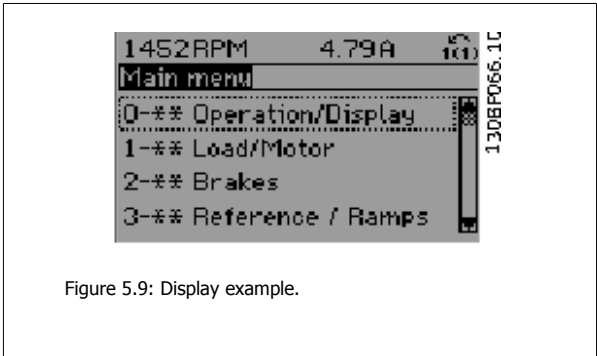 1452RPM 4.79A 1(1)
Main menu
0-** Operation/Display
1-** Load/Motor
2-** Brakes
3-** Reference / Ramps
130BP066.10
Figure 5.9: Display example.